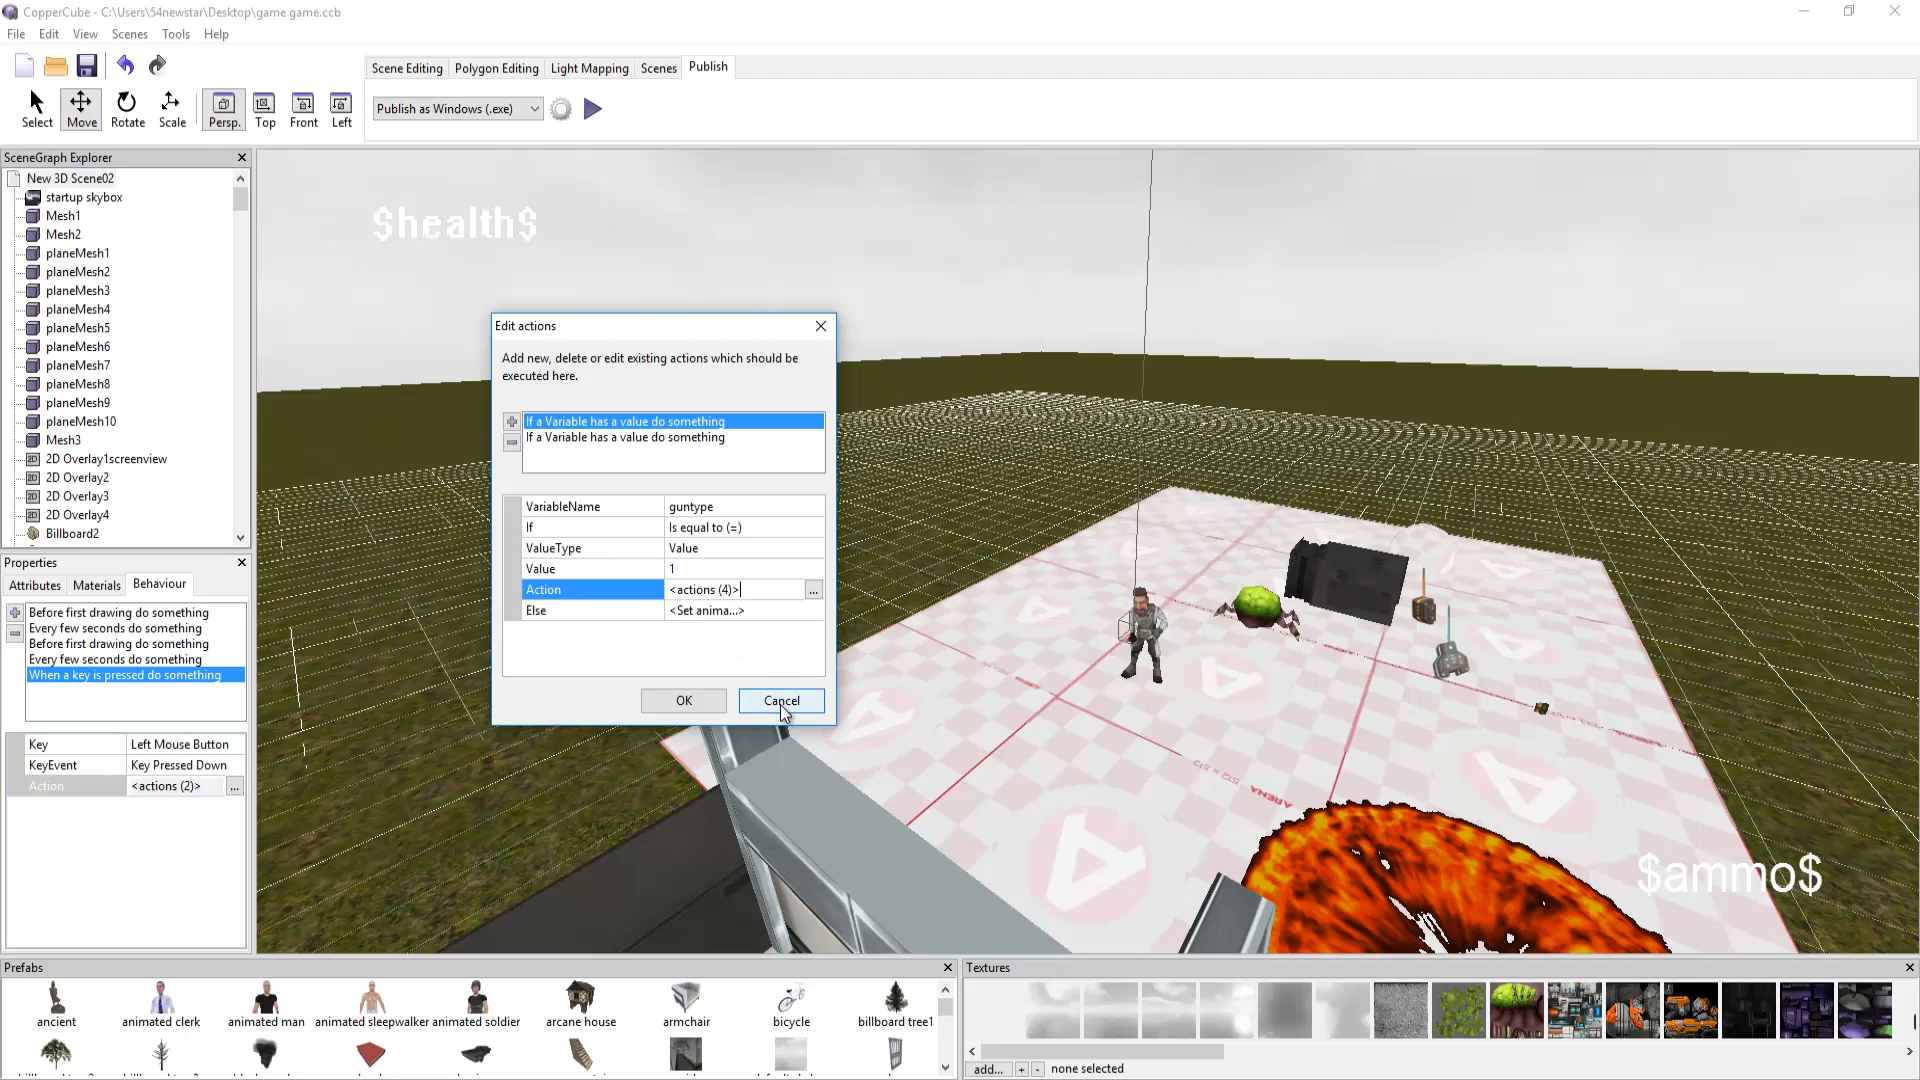 CopperCube - C:\Users\54newstar\Desktop\game game.ccb
File Edit View Scenes Tools Help
Scene Editing Polygon Editing Light Mapping Scenes Publish
Publish as Windows (.exe)
Select Move Rotate Scale Persp. Top Front Left
SceneGraph Explorer
New 3D Scene02
startup skybox
Mesh1
Mesh2
planeMesh1
planeMesh2
planeMesh3
planeMesh4
planeMesh5
planeMesh6
planeMesh7
planeMesh8
planeMesh9
planeMesh10
Mesh3
2D Overlay1screenview
2D Overlay2
2D Overlay3
2D Overlay4
Billboard2
Properties
Attributes Materials Behaviour
Before first drawing do something
Every few seconds do something
Before first drawing do something
Every few seconds do something
When a key is pressed do something
Key Left Mouse Button
KeyEvent Key Pressed Down
Action <actions (2)> ...
$health$
Edit actions
Add new, delete or edit existing actions which should be
executed here.
If a Variable has a value do something
If a Variable has a value do something
VariableName guntype
If Is equal to (=)
ValueType Value
Value 1
Action <actions (4)> ...
Else <Set anima...>
OK Cancel
512 x 512
ARENA
$ammo$
Prefabs
ancient animated clerk animated man animated sleepwalker animated soldier arcane house armchair bicycle billboard tree1
Textures
add... + - none selected